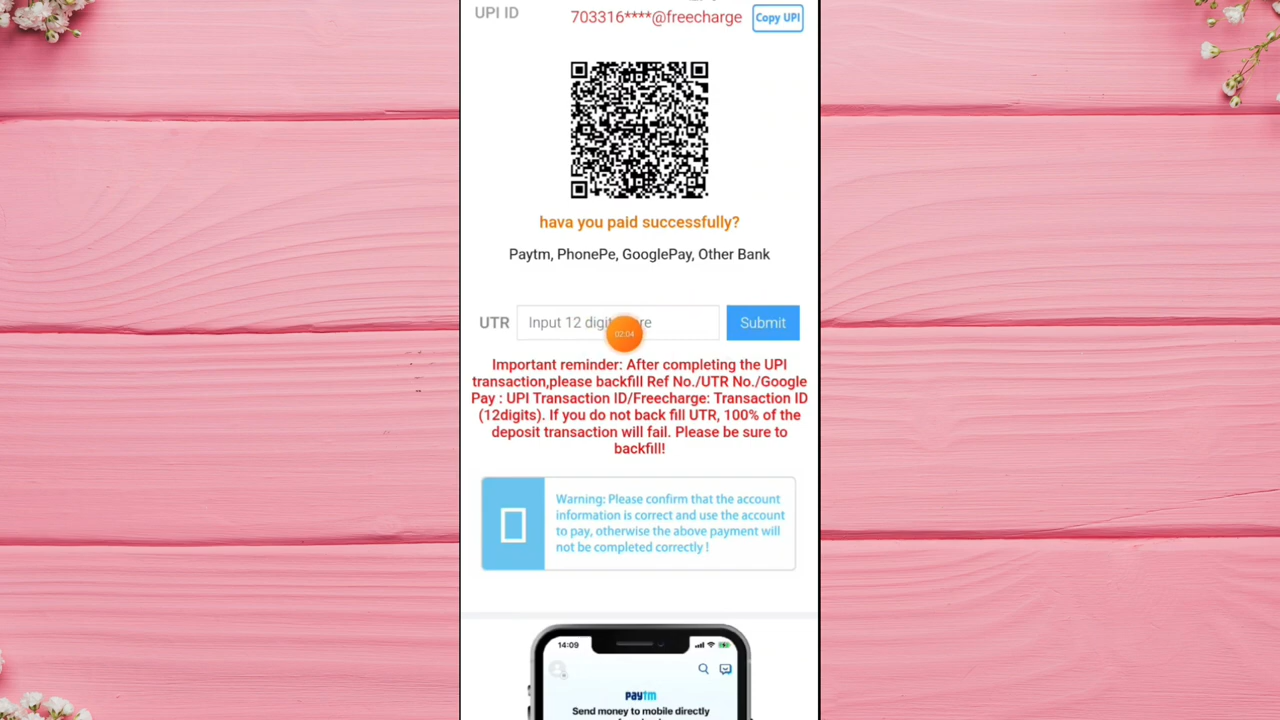 UPI ID 703316****@freecharge Copy UPI
hava you paid successfully?
Paytm, PhonePe, GooglePay, Other Bank
UTR Input 12 digit Submit
02:04
Important reminder: After completing the UPI
transaction,please backfill Ref No./UTR No./Google
Pay : UPI Transaction ID/Freecharge: Transaction ID
(12digits). If you do not back fill UTR, 100% of the
deposit transaction will fail. Please be sure to
backfill!
Warning: Please confirm that the account
information is correct and use the account
to pay, otherwise the above payment will
not be completed correctly !
14:09
paytm
Send money to mobile directly